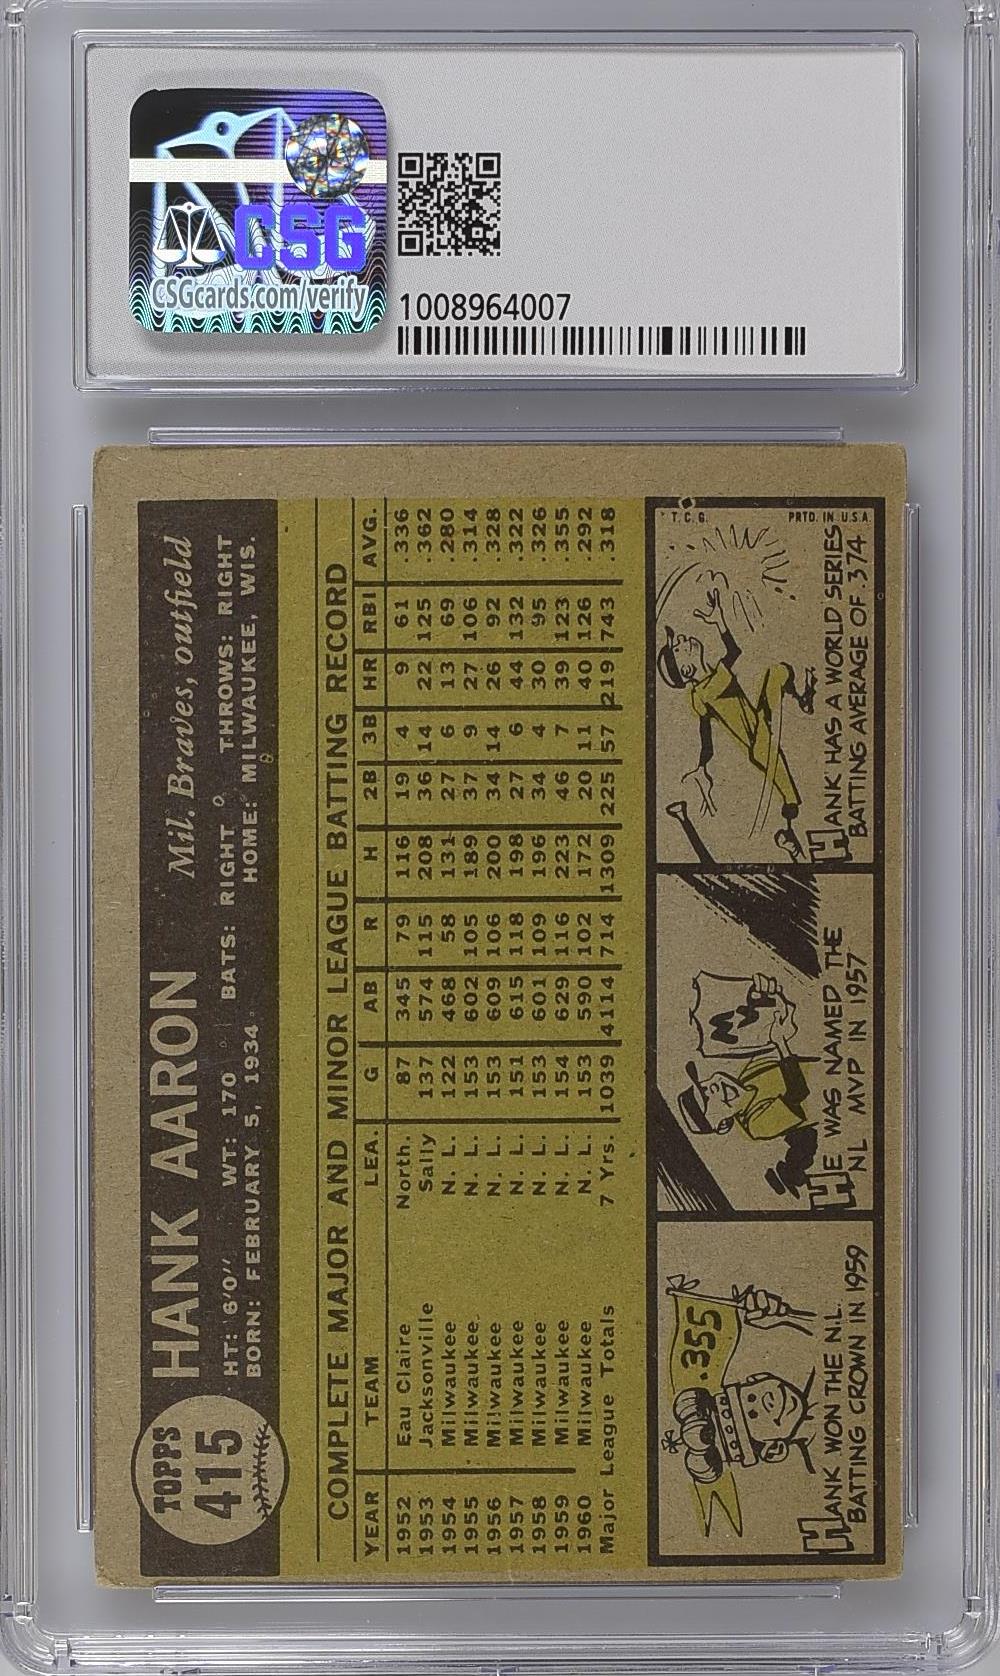 CSG
CSGcards.com/verify
1008964007
TOPPS
415
HANK AARON Mil. Braves, outfield
HT: 6'0" WT: 170 BATS: RIGHT THROWS: RIGHT
BORN: FEBRUARY 5, 1934 HOME: MILWAUKEE, WIS.
COMPLETE MAJOR AND MINOR LEAGUE BATTING RECORD
YEAR TEAM LEA. G AB R H 2B 3B HR RBI AVG.
1952 Eau Claire North. 87 345 79 116 19 4 9 61 .336
1953 Jacksonville Sally 137 574 115 208 36 14 22 125 .362
1954 Milwaukee N. L. 122 468 58 131 27 6 13 69 .280
1955 Milwaukee N. L. 153 602 105 189 37 9 27 106 .314
1956 Milwaukee N. L. 153 609 106 200 34 14 26 92 .328
1957 Milwaukee N. L. 151 615 118 198 27 6 44 132 .322
1958 Milwaukee N. L. 153 601 109 196 34 4 30 95 .326
1959 Milwaukee N. L. 154 629 116 223 46 7 39 123 .355
1960 Milwaukee N. L. 153 590 102 172 20 11 40 126 .292
Major League Totals 7 Yrs. 1039 4114 714 1309 225 57 219 743 .318
.355
HANK WON THE N.L.
BATTING CROWN IN 1959
MVP
HE WAS NAMED THE
NL MVP IN 1957
T.C.G. PRTD. IN U.S.A.
HANK HAS A WORLD SERIES
BATTING AVERAGE OF .374